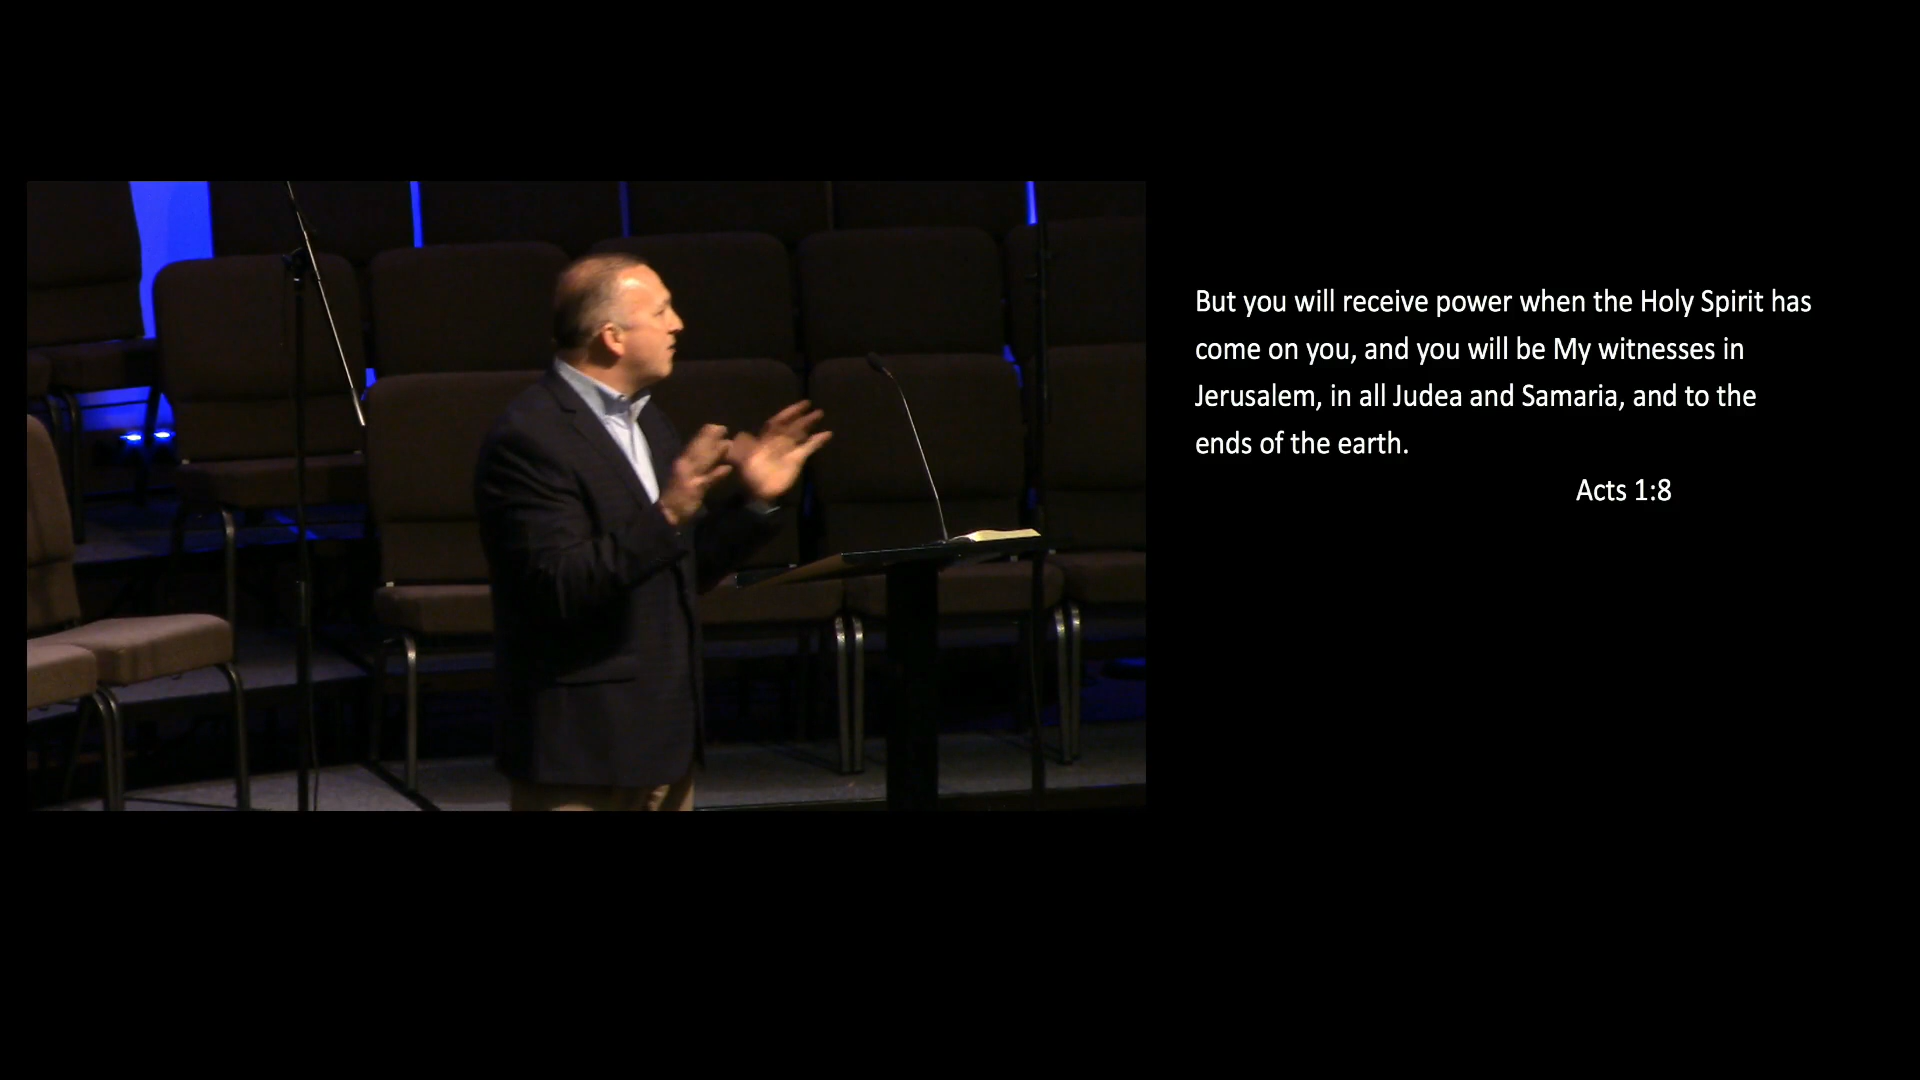 But you will receive power when the Holy Spirit has
come on you, and you will be My witnesses in
Jerusalem, in all Judea and Samaria, and to the
ends of the earth.
Acts 1:8